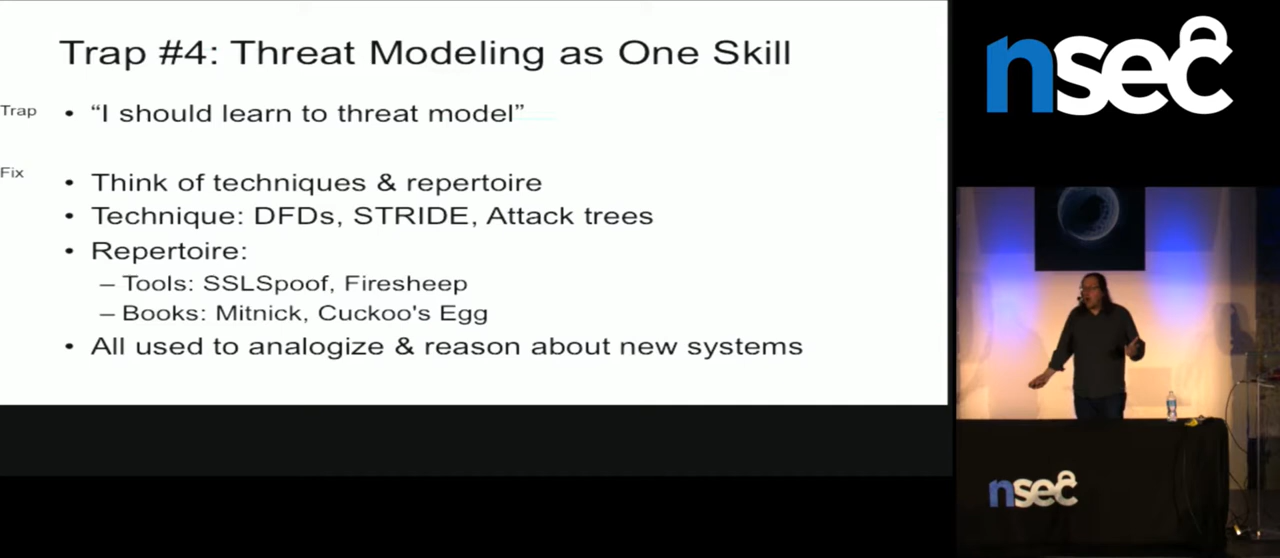 Trap #4: Threat Modeling as One Skill
Trap
• “I should learn to threat model”
Fix
• Think of techniques & repertoire
• Technique: DFDs, STRIDE, Attack trees
• Repertoire:
– Tools: SSLSpoof, Firesheep
– Books: Mitnick, Cuckoo's Egg
• All used to analogize & reason about new systems
nsec
nsec